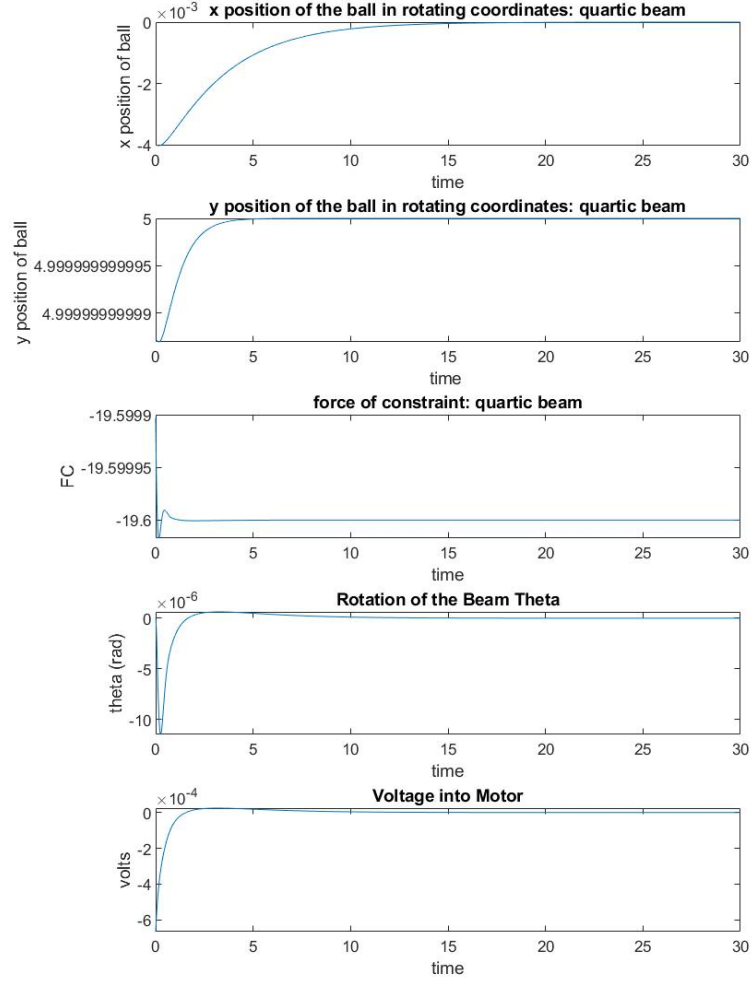 ×10⁻³ x position of the ball in rotating coordinates: quartic beam
0
-2
-4
x position of ball
0 5 10 15 20 25 30
time
y position of the ball in rotating coordinates: quartic beam
5
4.999999999995
4.99999999999
y position of ball
0 5 10 15 20 25 30
time
force of constraint: quartic beam
-19.5999
-19.59995
-19.6
FC
0 5 10 15 20 25 30
time
×10⁻⁶ Rotation of the Beam Theta
0
-5
-10
theta (rad)
0 5 10 15 20 25 30
time
×10⁻⁴ Voltage into Motor
0
-2
-4
-6
volts
0 5 10 15 20 25 30
time